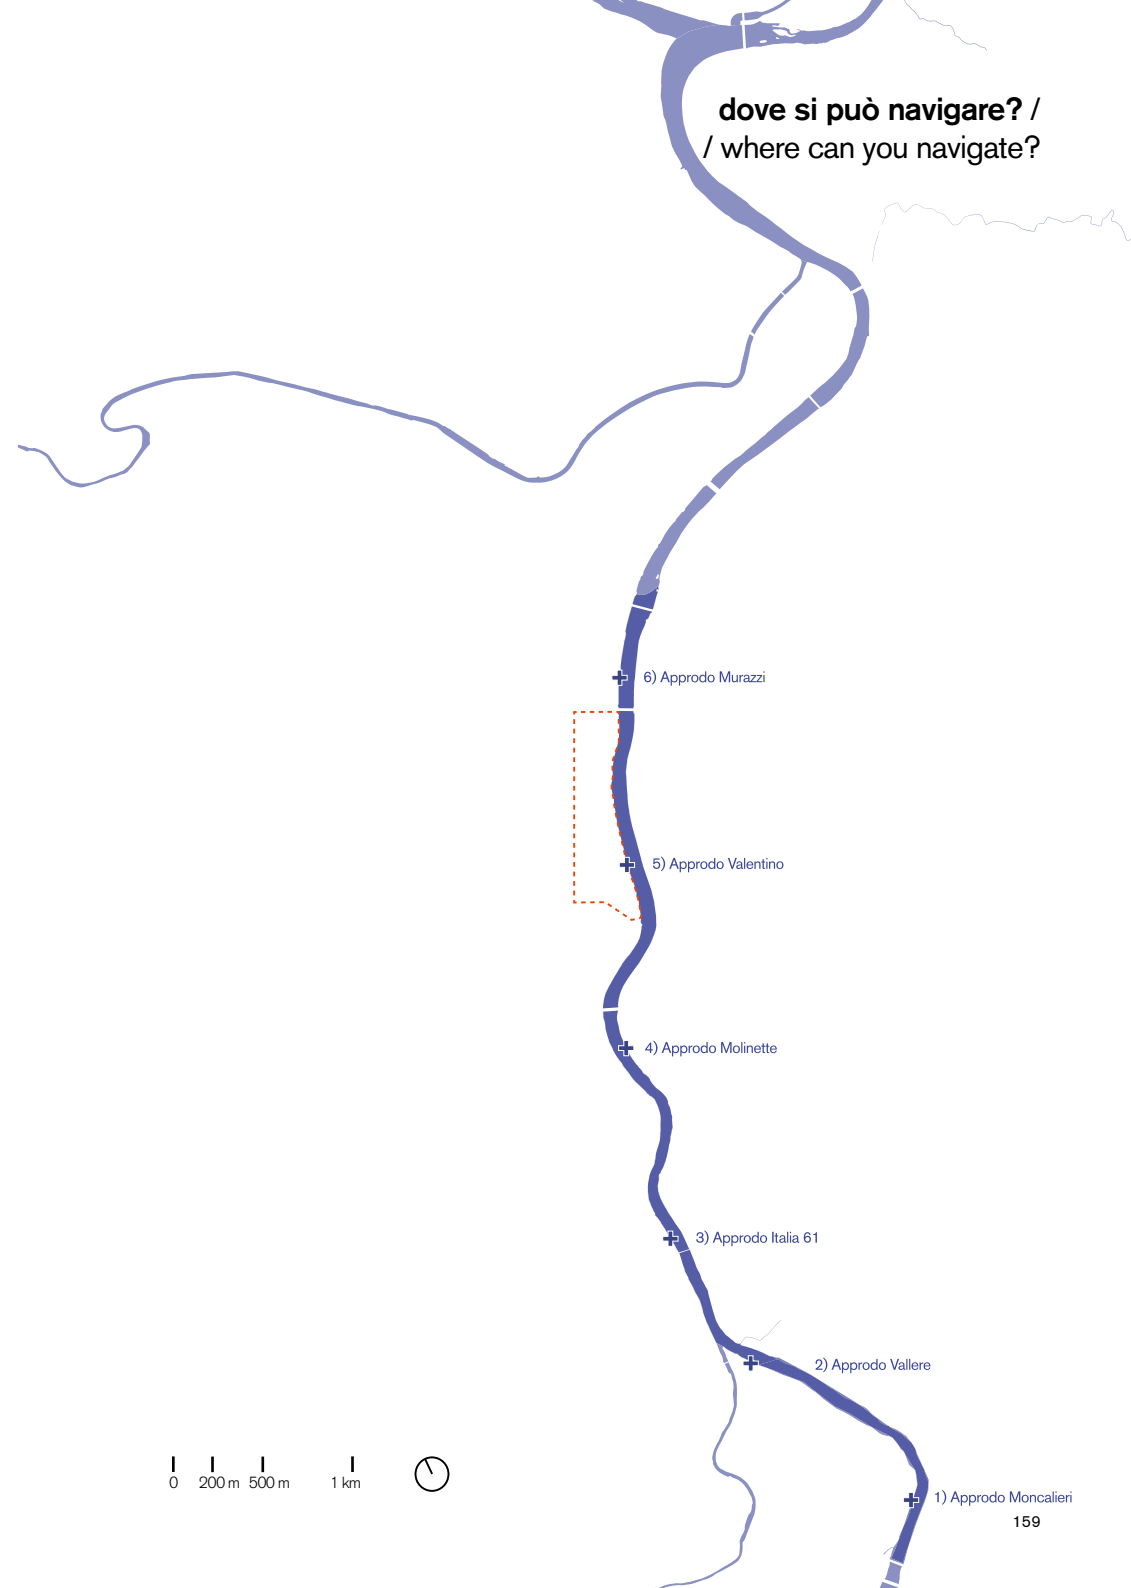 dove si può navigare? /
/ where can you navigate?
6) Approdo Murazzi
5) Approdo Valentino
4) Approdo Molinette
3) Approdo Italia 61
2) Approdo Vallere
1) Approdo Moncalieri
0 200 m 500 m 1 km
159